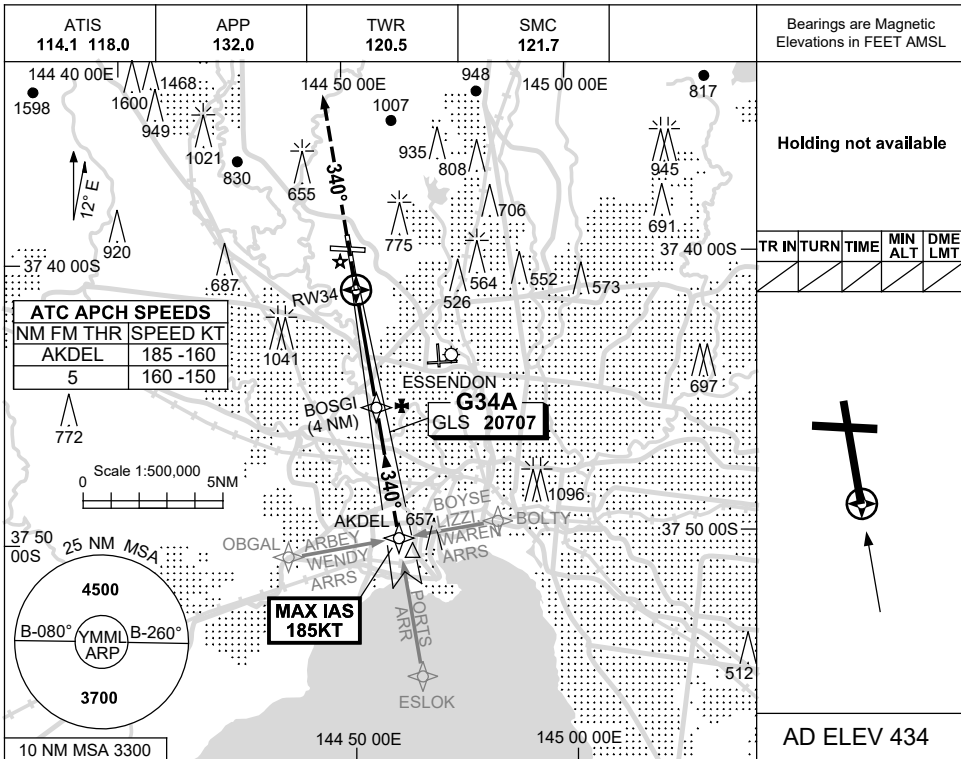 ATIS
114.1 118.0
APP
132.0
TWR
120.5
SMC
121.7
Bearings are Magnetic
Elevations in FEET AMSL
144 40 00E
144 50 00E
145 00 00E
1598
1600
1468
949
1021
830
655
1007
948
935
808
817
945
691
706
775
564
526
552
573
12° E
920
687
340°
37 40 00S
37 40 00S
RW34
ATC APCH SPEEDS
NM FM THR SPEED KT
AKDEL 185 -160
5 160 -150
1041
772
697
ESSENDON
BOSGI
(4 NM)
G34A
GLS 20707
Scale 1:500,000
0 5NM
340°
1096
AKDEL
657
BOYSE
LIZZI
WAREN
ARRS
BOLTY
37 50 00S
37 50
00S
OBGAL
ARBEY
WENDY
ARRS
MAX IAS
185KT
PORTS
ARR
ESLOK
512
25 NM MSA
4500
B-080°
YMML
ARP
B-260°
3700
10 NM MSA 3300
144 50 00E
145 00 00E
Holding not available
TR IN TURN TIME MIN ALT DME LMT
AD ELEV 434